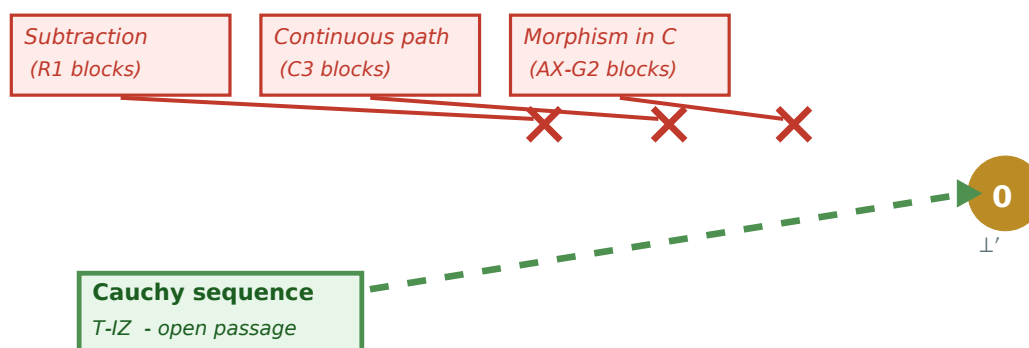 Subtraction
(R1 blocks)
Continuous path
(C3 blocks)
Morphism in C
(AX-G2 blocks)
0
⊥′
Cauchy sequence
T-IZ - open passage